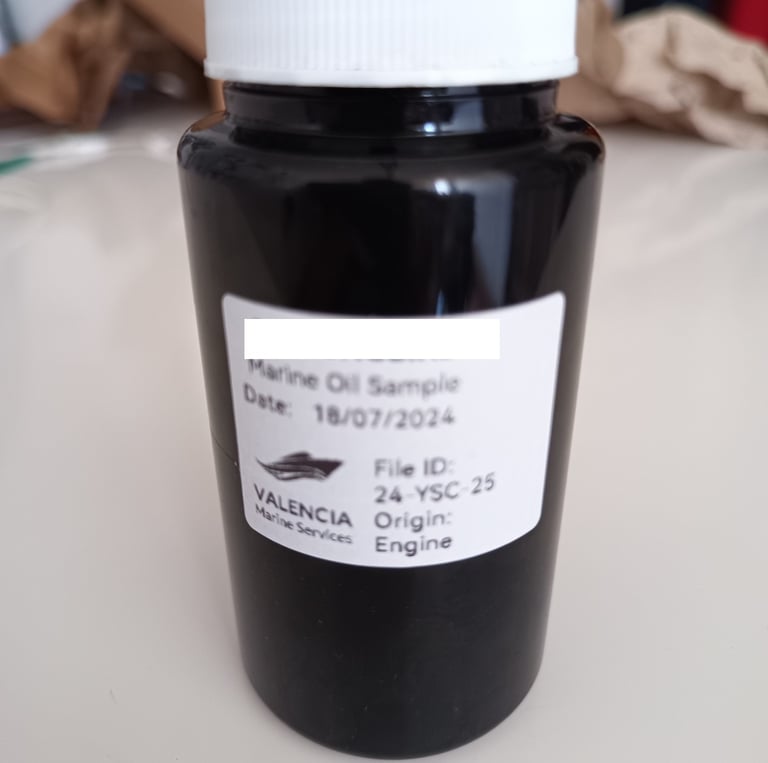 Marine Oil Sample
Date: 18/07/2024
VALENCIA
Marine Services
File ID:
24-YSC-25
Origin:
Engine